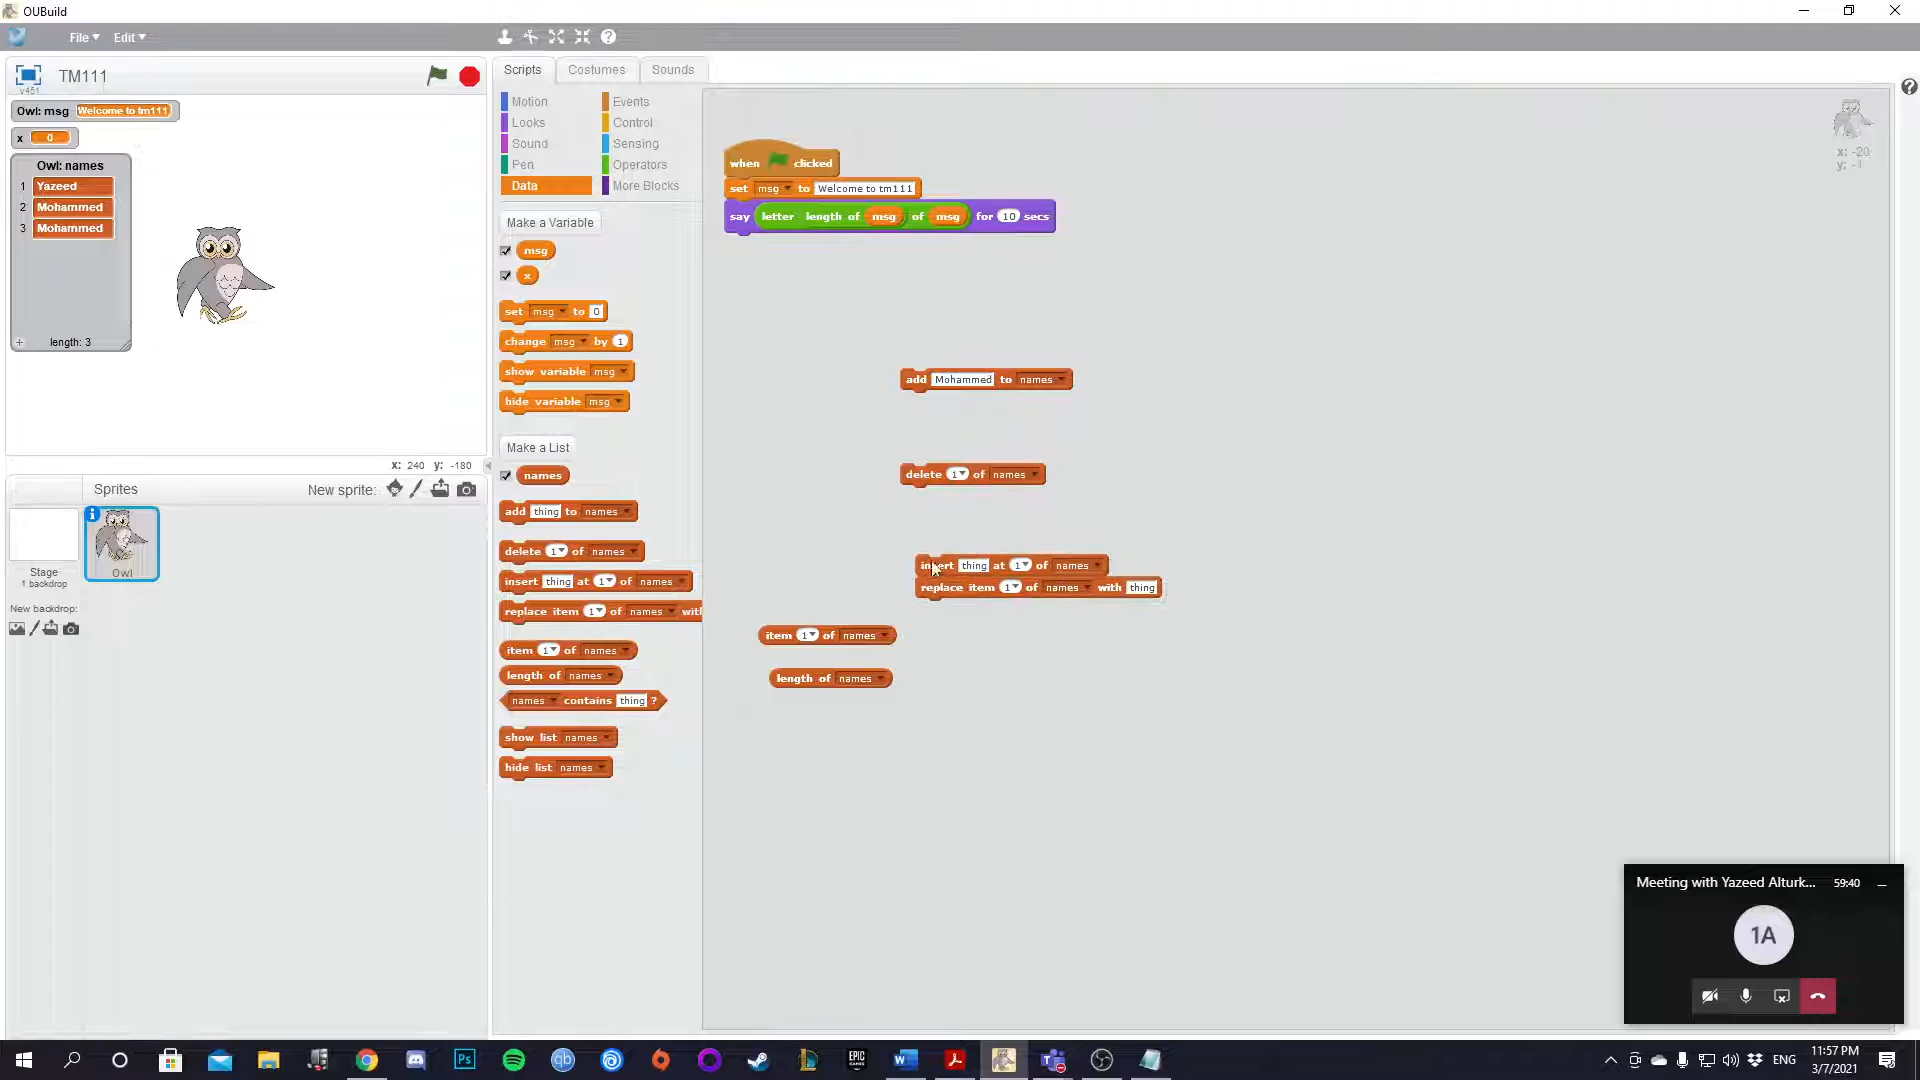 OUBuild
File Edit
v451 TM111
Owl: msg Welcome to tm111
x 0
Owl: names
1 Yazeed
2 Mohammed
3 Mohammed
+ length: 3
x: 240 y: -180
Sprites New sprite:
Stage
1 backdrop
New backdrop:
Owl
Scripts Costumes Sounds
Motion Events
Looks Control
Sound Sensing
Pen Operators
Data More Blocks
Make a Variable
msg
x
set msg to 0
change msg by 1
show variable msg
hide variable msg
Make a List
names
add thing to names
delete 1 of names
insert thing at 1 of names
replace item 1 of names with
item 1 of names
length of names
names contains thing ?
show list names
hide list names
when clicked
set msg to Welcome to tm111
say letter length of msg of msg for 10 secs
add Mohammed to names
delete 1 of names
insert thing at 1 of names
replace item 1 of names with thing
item 1 of names
length of names
x: -20
y: -1
Meeting with Yazeed Alturk... 59:40
1A
Ps
qb
EPIC
GAMES
ENG
11:57 PM
3/7/2021